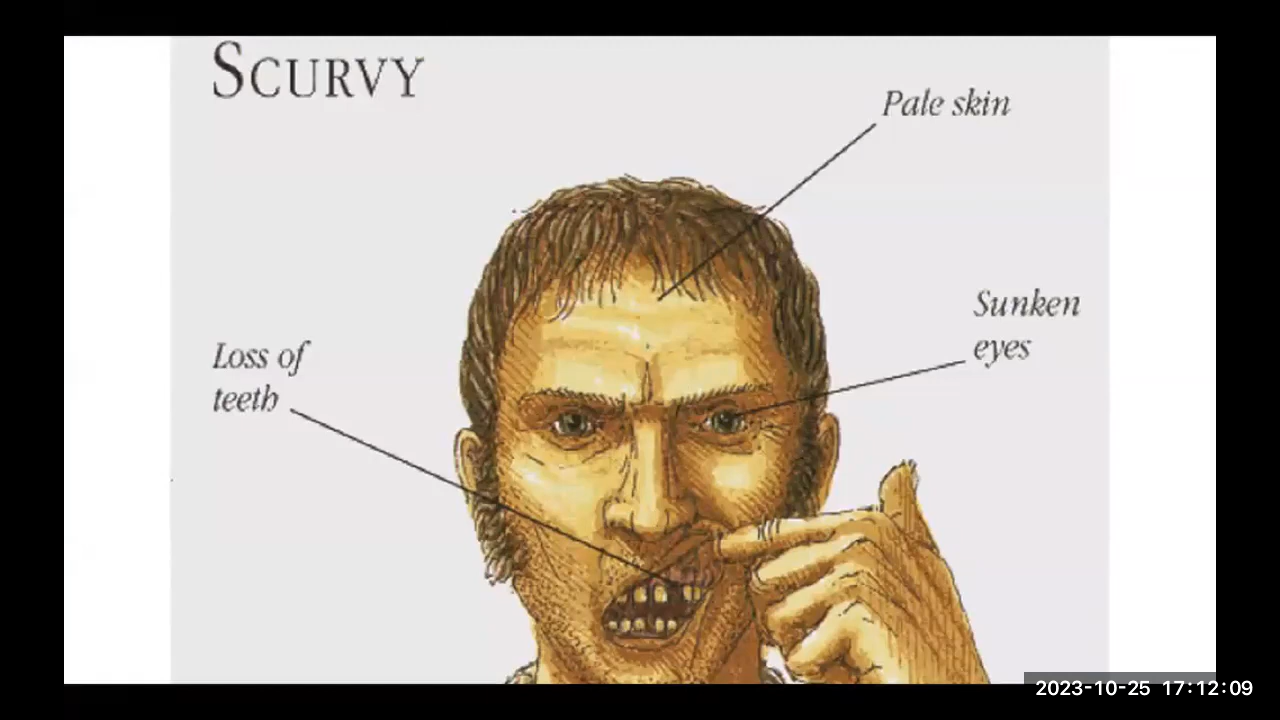 SCURVY
Pale skin
Sunken
eyes
Loss of
teeth
2023-10-25 17:12:09